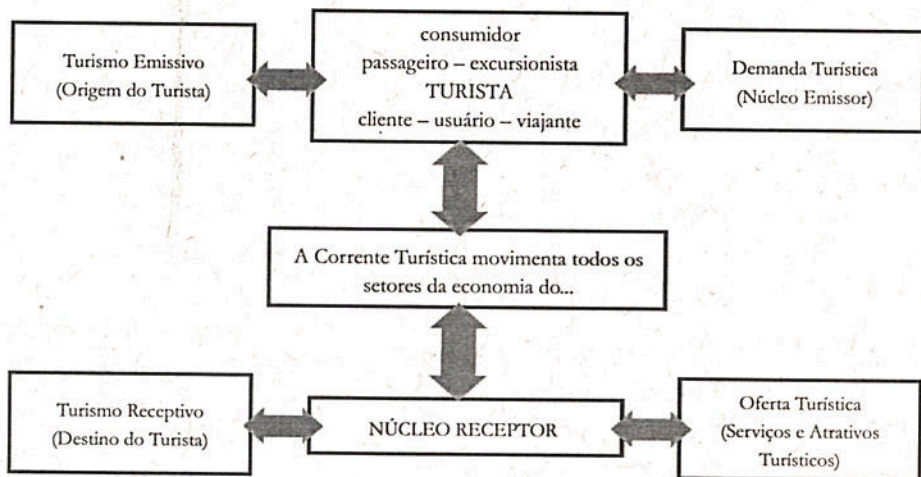 Turismo Emissivo
(Origem do Turista)
consumidor
passageiro – excursionista
TURISTA
cliente – usuário – viajante
Demanda Turística
(Núcleo Emissor)
A Corrente Turística movimenta todos os
setores da economia do...
Turismo Receptivo
(Destino do Turista)
NÚCLEO RECEPTOR
Oferta Turística
(Serviços e Atrativos
Turísticos)